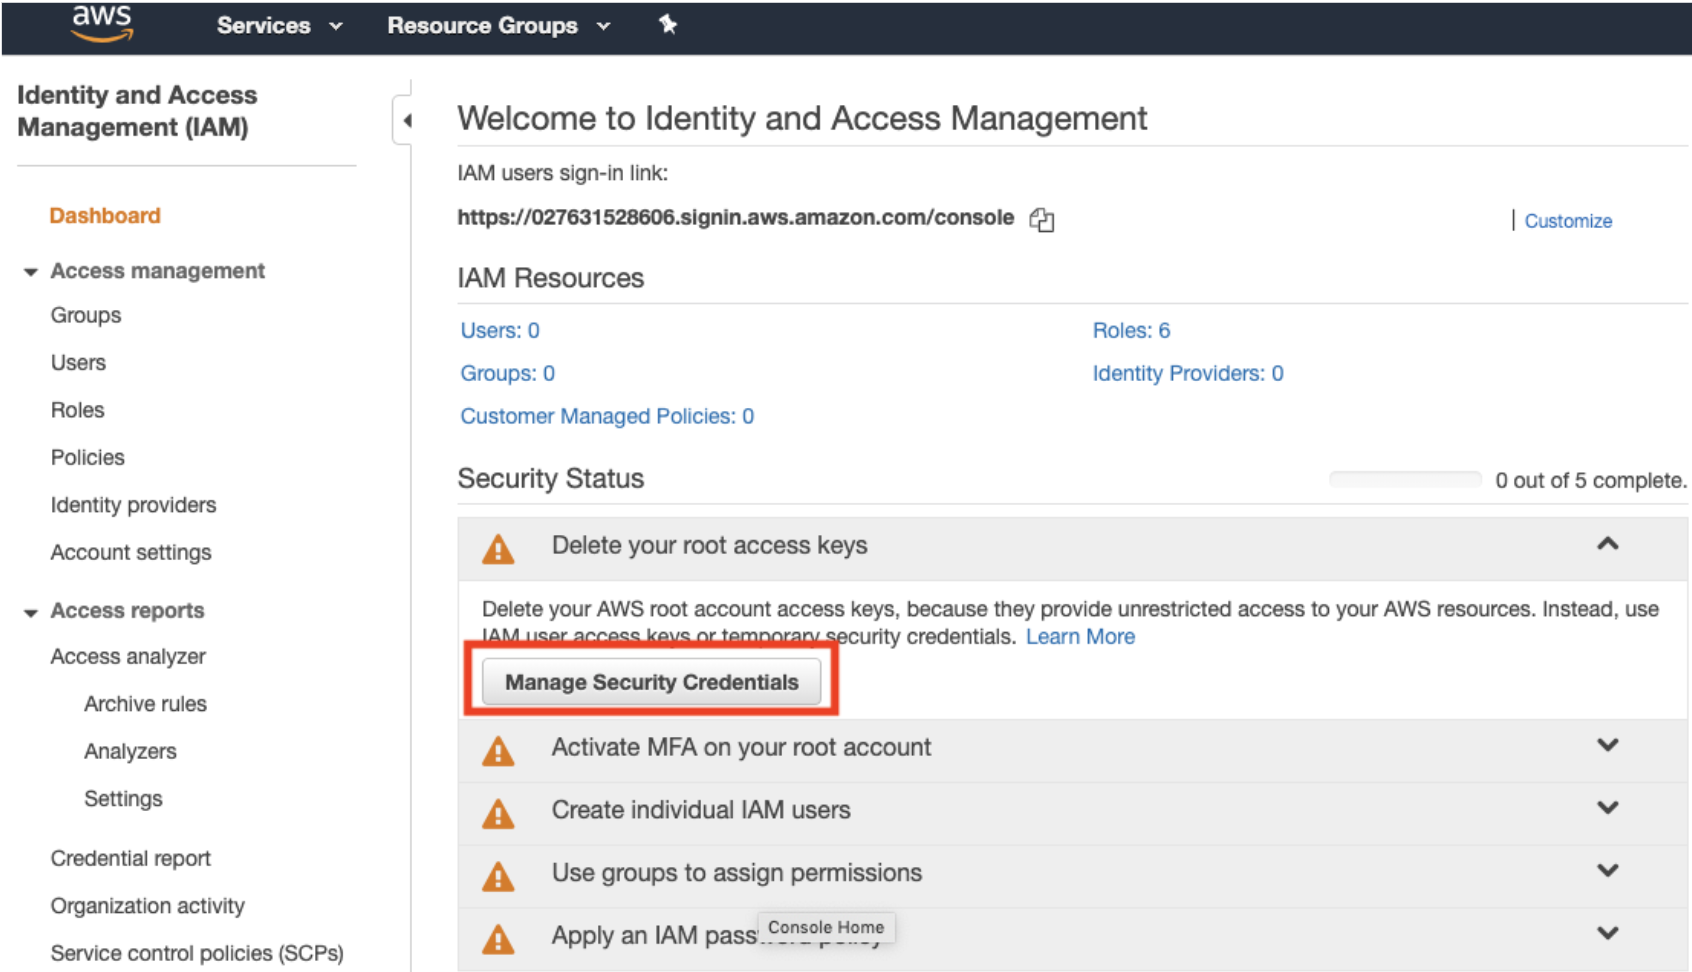 aws
Services
Resource Groups
Identity and Access
Management (IAM)
Dashboard
Access management
Groups
Users
Roles
Policies
Identity providers
Account settings
Access reports
Access analyzer
Archive rules
Analyzers
Settings
Credential report
Organization activity
Service control policies (SCPs)
Welcome to Identity and Access Management
IAM users sign-in link:
https://027631528606.signin.aws.amazon.com/console
Customize
IAM Resources
Users: 0
Roles: 6
Groups: 0
Identity Providers: 0
Customer Managed Policies: 0
Security Status
0 out of 5 complete.
Delete your root access keys
Delete your AWS root account access keys, because they provide unrestricted access to your AWS resources. Instead, use
IAM user access keys or temporary security credentials. Learn More
Manage Security Credentials
Activate MFA on your root account
Create individual IAM users
Use groups to assign permissions
Apply an IAM password policy
Console Home